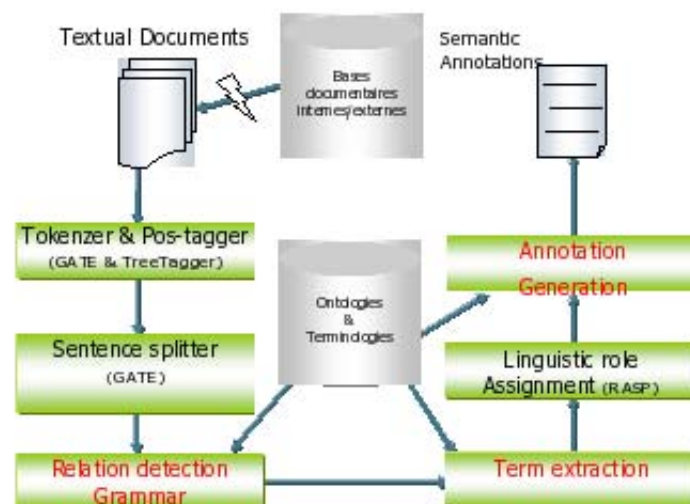 Textual Documents
Bases
documentaires
internes/externes
Semantic
Annotations
Tokenzer & Pos-tagger
(GATE & TreeTagger)
Sentence splitter
(GATE)
Relation detection
Grammar
Ontologies
&
Terminologies
Annotation
Generation
Linguistic role
Assignment (RASP)
Term extraction